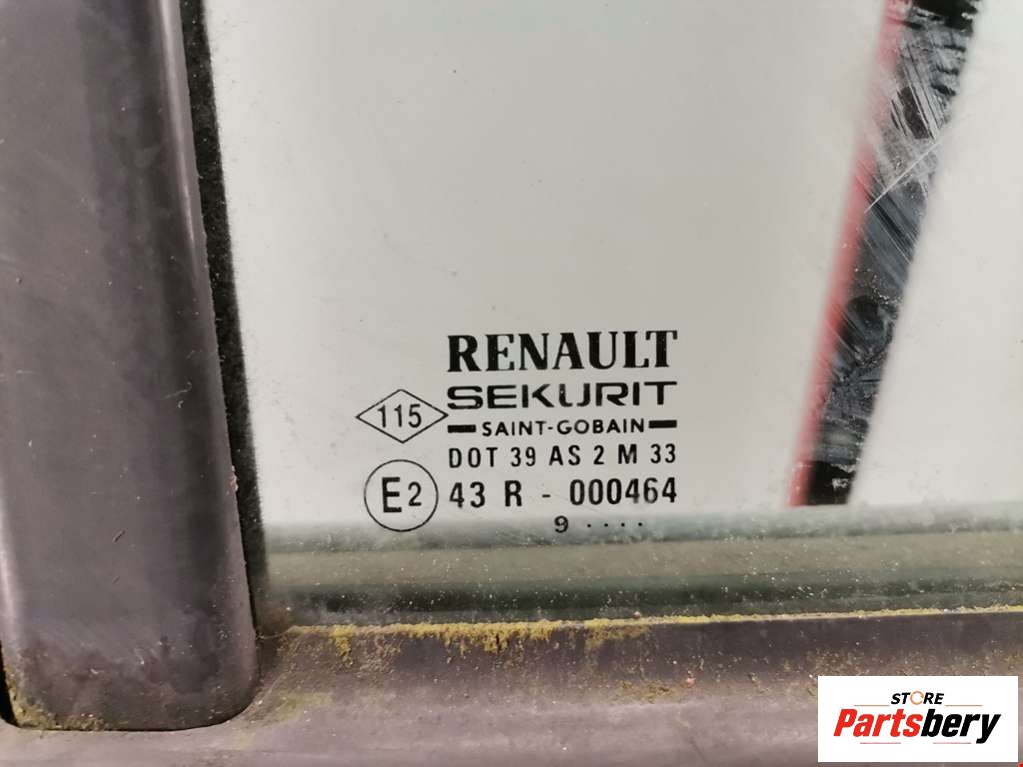 RENAULT
115
SEKURIT
SAINT-GOBAIN
DOT 39 AS 2 M 33
E2 43 R - 000464
9 ....
STORE
Partsbery